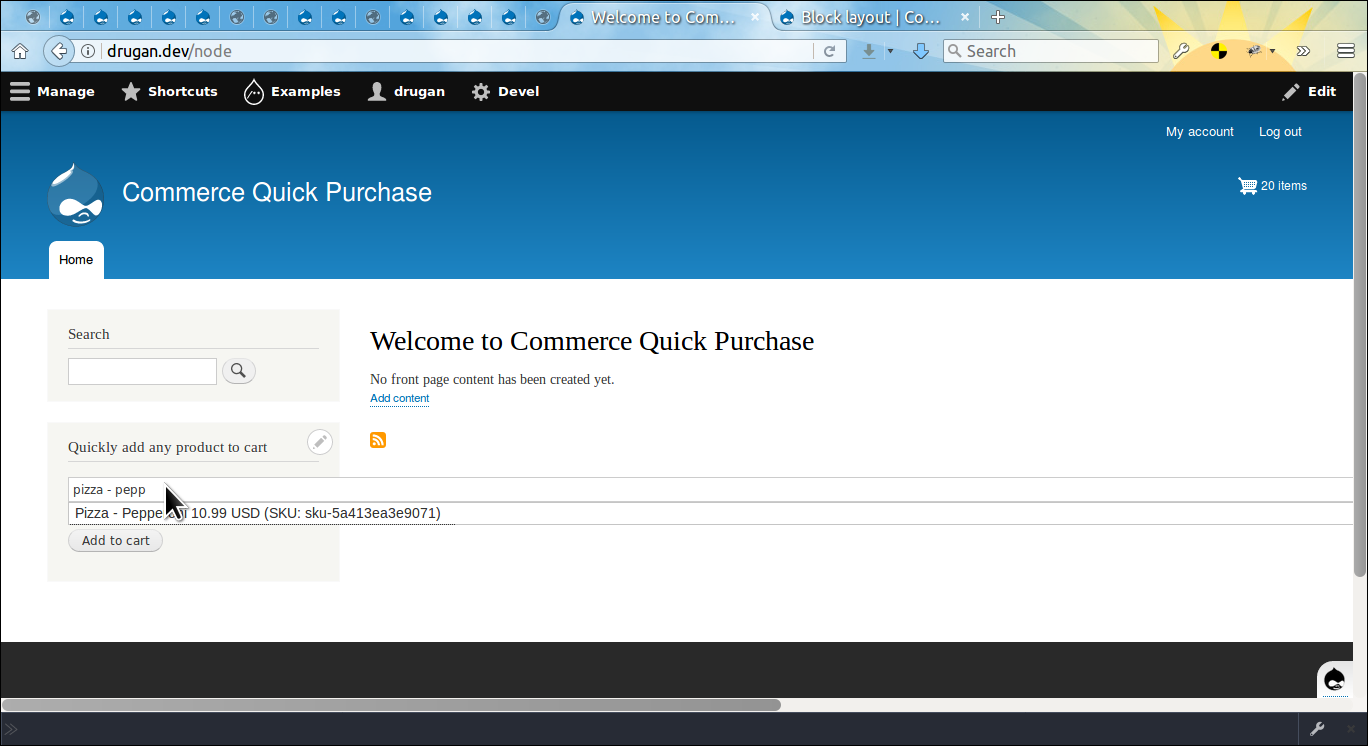 Welcome to Com...
Block layout | Co...
drugan.dev/node
Search
Manage
Shortcuts
Examples
drugan
Devel
Edit
My account
Log out
Commerce Quick Purchase
20 items
Home
Search
Welcome to Commerce Quick Purchase
No front page content has been created yet.
Add content
Quickly add any product to cart
pizza - pepp
Pizza - 10.99 USD (SKU: sku-5a413ea3e9071)
Add to cart